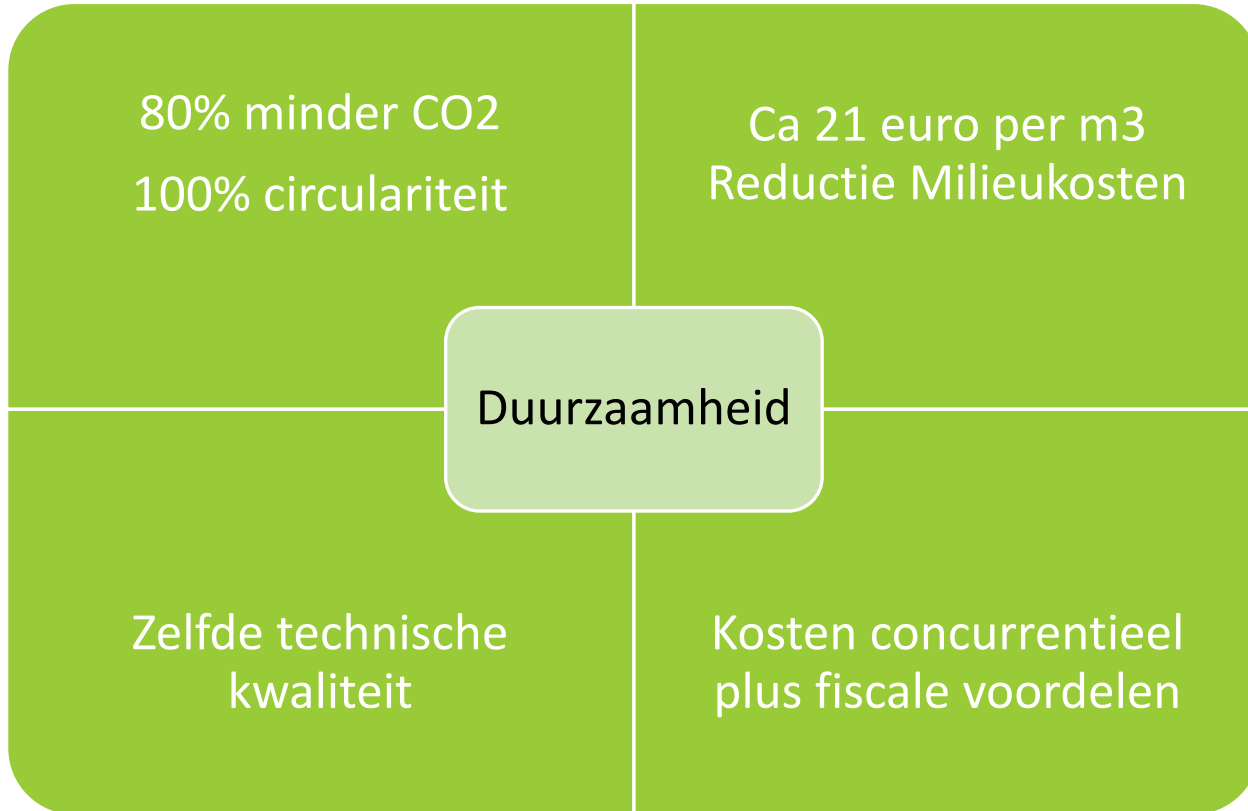 80% minder CO2
100% circulariteit
Ca 21 euro per m3
Reductie Milieukosten
Duurzaamheid
Zelfde technische
kwaliteit
Kosten concurrentieel
plus fiscale voordelen